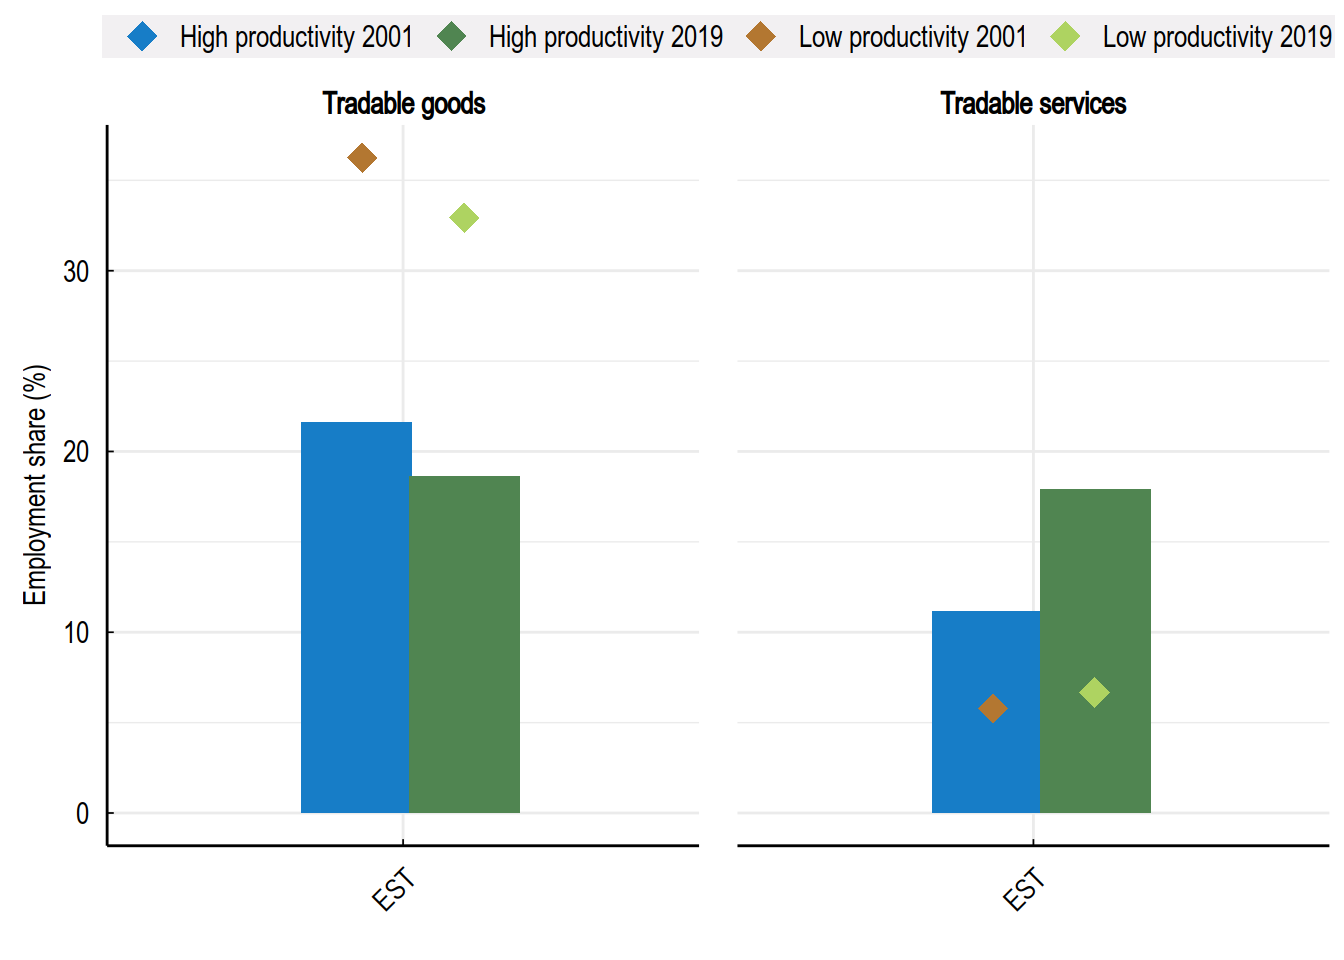 High productivity 2001 High productivity 2019 Low productivity 2001 Low productivity 2019
Tradable goods
Tradable services
Employment share (%)
30
20
10
0
EST
EST